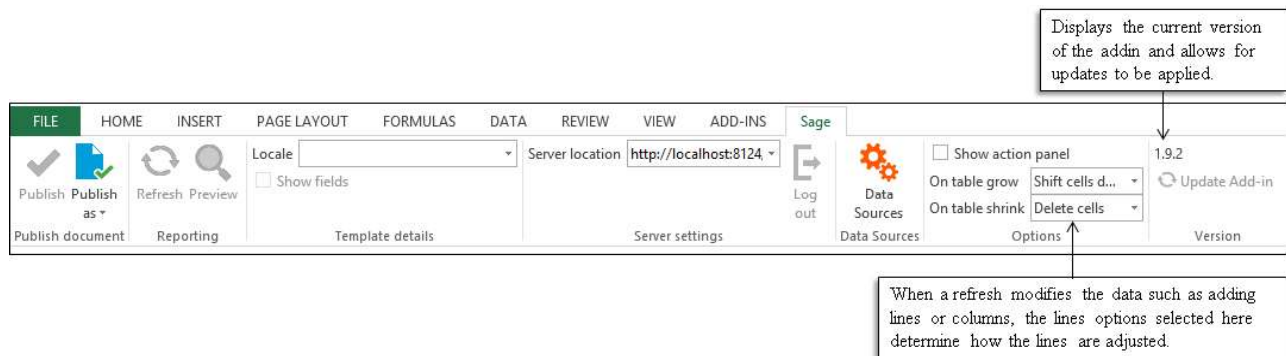 Displays the current version
of the addin and allows for
updates to be applied.
FILE HOME INSERT PAGE LAYOUT FORMULAS DATA REVIEW VIEW ADD-INS Sage
Locale
Server location http://localhost:8124,
Show action panel
1.9.2
Show fields
On table grow Shift cells d...
Update Add-in
Publish Publish as
Refresh Preview
Log out
Data Sources
On table shrink Delete cells
Publish document Reporting Template details Server settings Data Sources Options Version
When a refresh modifies the data such as adding
lines or columns, the lines options selected here
determine how the lines are adjusted.